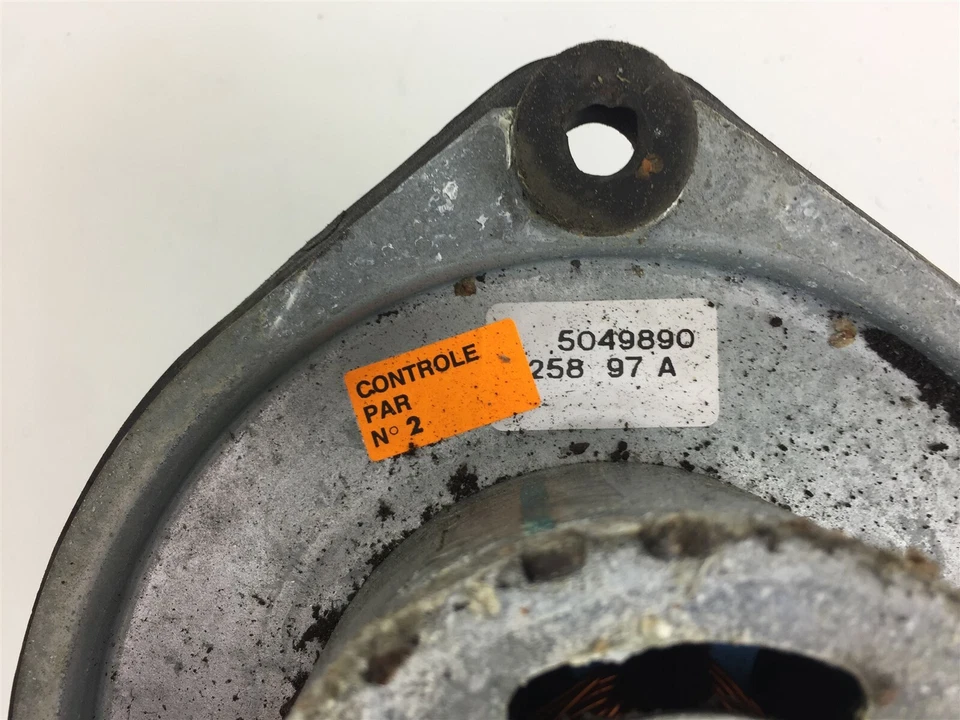 CONTROLE
PAR
N° 2
5049890
258 97 A